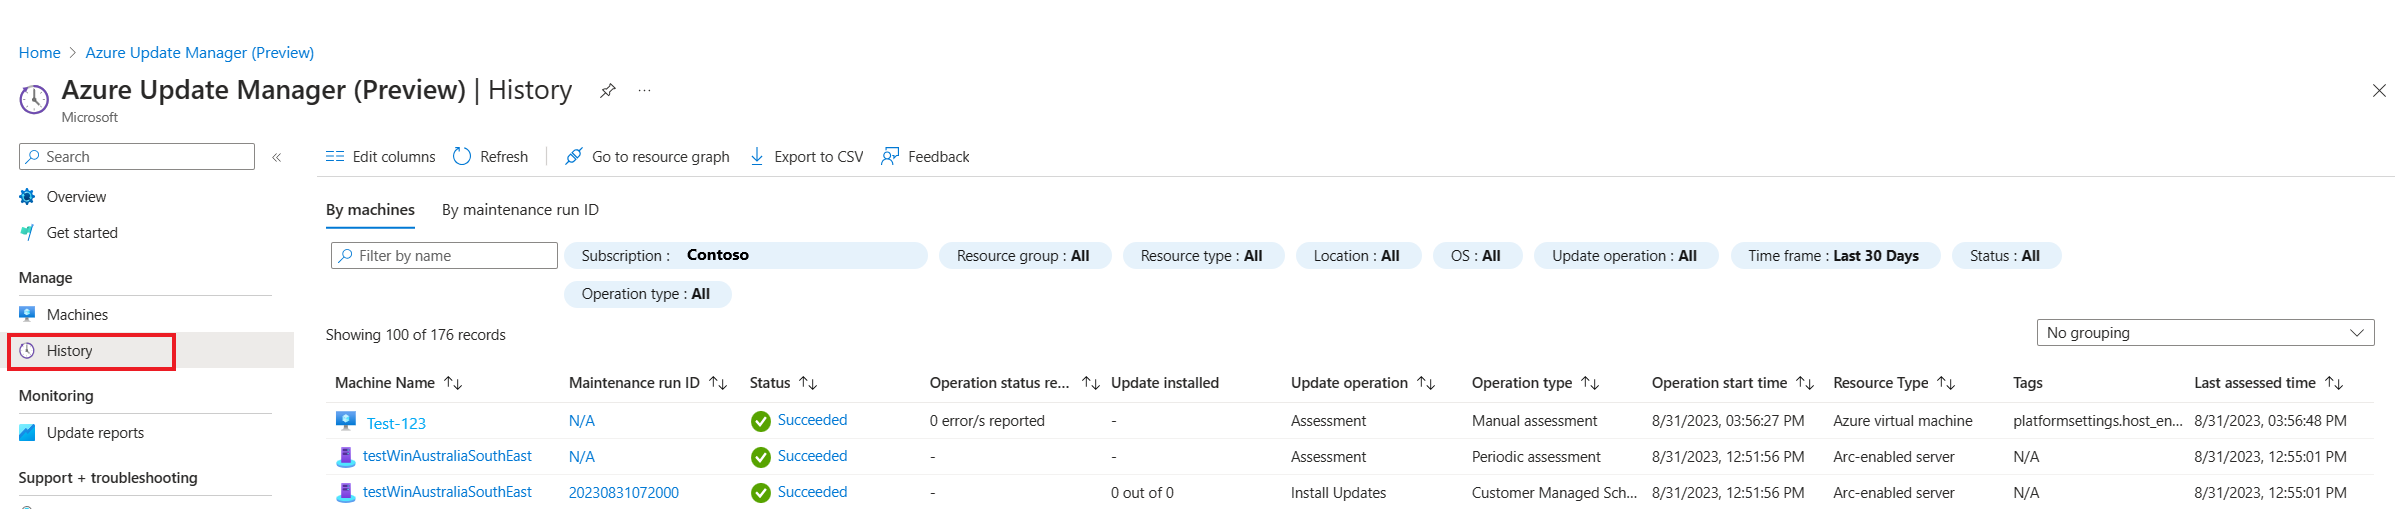 Home > Azure Update Manager (Preview)
Azure Update Manager (Preview) | History
Microsoft
Search
Overview
Get started
Manage
Machines
History
Monitoring
Update reports
Support + troubleshooting
Edit columns Refresh Go to resource graph Export to CSV Feedback
By machines By maintenance run ID
Filter by name Subscription : Contoso Resource group : All Resource type : All Location : All OS : All Update operation : All Time frame : Last 30 Days Status : All
Operation type : All
Showing 100 of 176 records
No grouping
Machine Name Maintenance run ID Status Operation status re... Update installed Update operation Operation type Operation start time Resource Type Tags Last assessed time
Test-123 N/A Succeeded 0 error/s reported - Assessment Manual assessment 8/31/2023, 03:56:27 PM Azure virtual machine platformsettings.host_en... 8/31/2023, 03:56:48 PM
testWinAustraliaSouthEast N/A Succeeded - - Assessment Periodic assessment 8/31/2023, 12:51:56 PM Arc-enabled server N/A 8/31/2023, 12:55:01 PM
testWinAustraliaSouthEast 20230831072000 Succeeded - 0 out of 0 Install Updates Customer Managed Sch... 8/31/2023, 12:51:56 PM Arc-enabled server N/A 8/31/2023, 12:55:01 PM